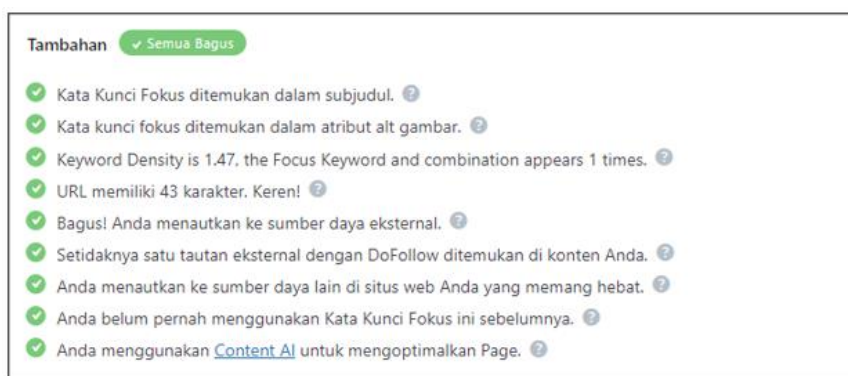 Tambahan ✓ Semua Bagus
Kata Kunci Fokus ditemukan dalam subjudul.
Kata kunci fokus ditemukan dalam atribut alt gambar.
Keyword Density is 1.47, the Focus Keyword and combination appears 1 times.
URL memiliki 43 karakter. Keren!
Bagus! Anda menautkan ke sumber daya eksternal.
Setidaknya satu tautan eksternal dengan DoFollow ditemukan di konten Anda.
Anda menautkan ke sumber daya lain di situs web Anda yang memang hebat.
Anda belum pernah menggunakan Kata Kunci Fokus ini sebelumnya.
Anda menggunakan Content AI untuk mengoptimalkan Page.